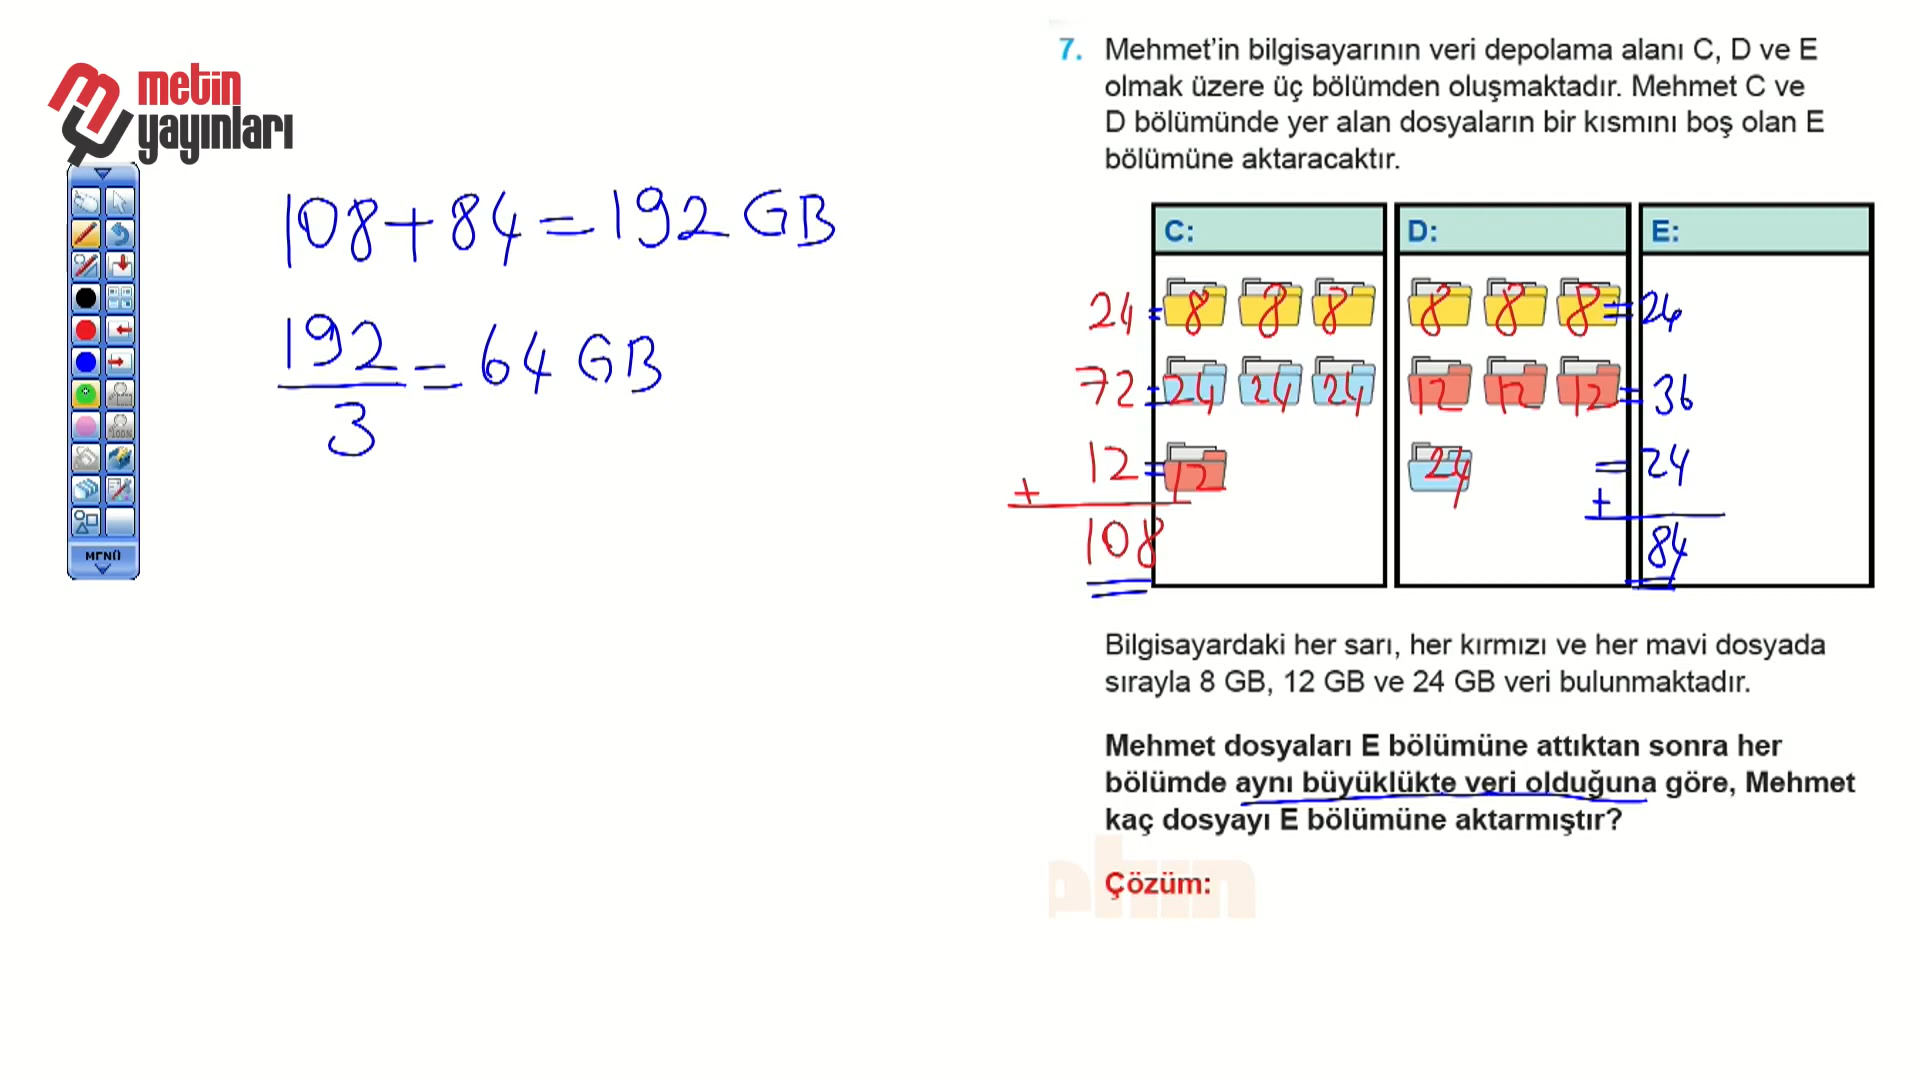 metin
yayınları
MENÜ
108+84=192 GB
192
3
=64 GB
7. Mehmet'in bilgisayarının veri depolama alanı C, D ve E
olmak üzere üç bölümden oluşmaktadır. Mehmet C ve
D bölümünde yer alan dosyaların bir kısmını boş olan E
bölümüne aktaracaktır.
C: D: E:
24 = 8 8 8 8 8 8 = 24
72 = 24 24 24 12 12 12 = 36
12 = 12 24 = 24
+ +
108 84
Bilgisayardaki her sarı, her kırmızı ve her mavi dosyada
sırayla 8 GB, 12 GB ve 24 GB veri bulunmaktadır.
Mehmet dosyaları E bölümüne attıktan sonra her
bölümde aynı büyüklükte veri olduğuna göre, Mehmet
kaç dosyayı E bölümüne aktarmıştır?
Çözüm: